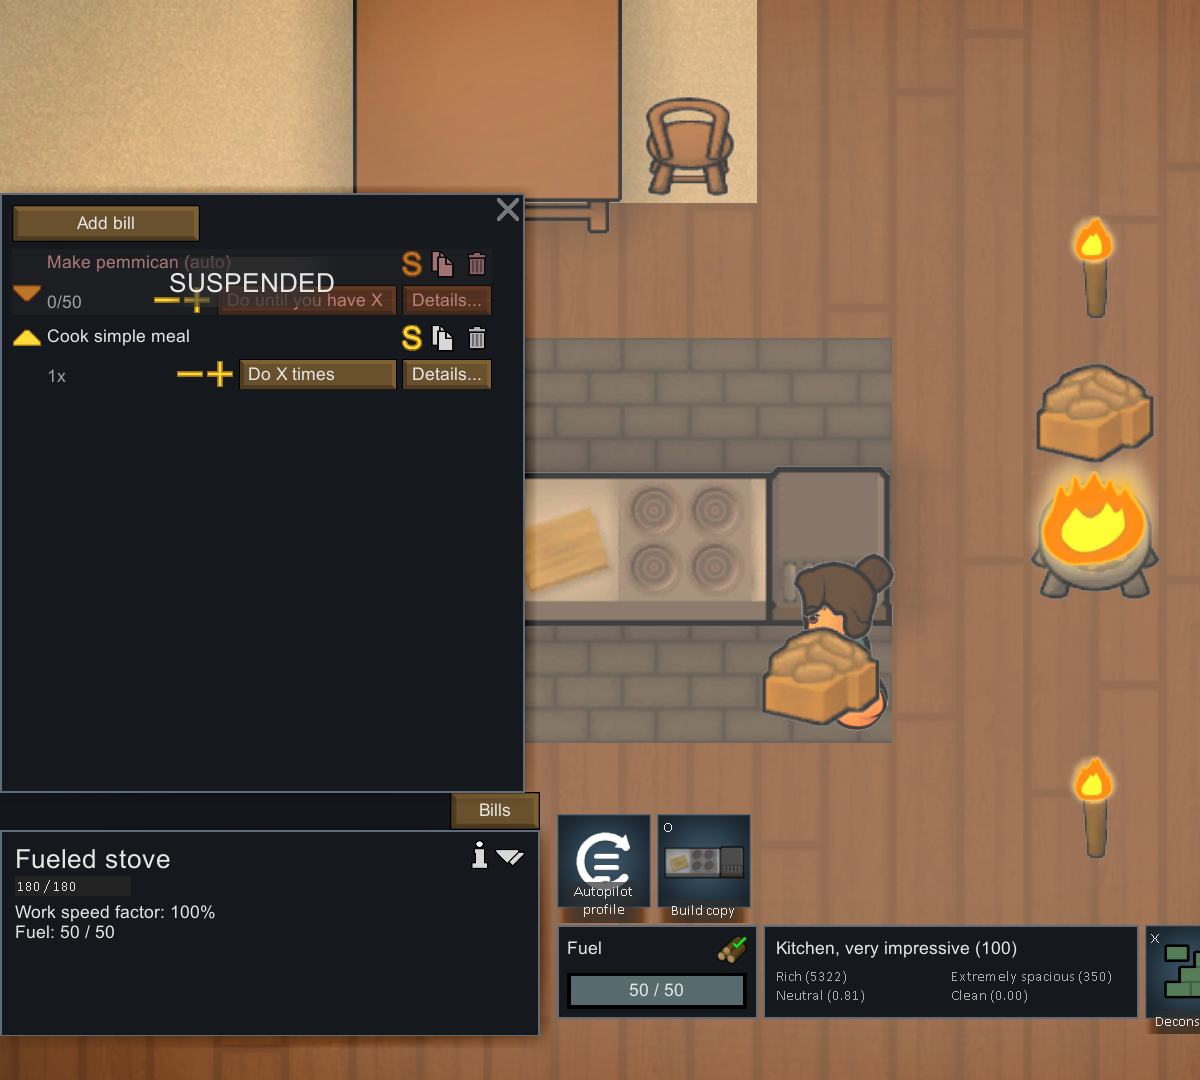 Add bill
Make pemmican (auto)
S
SUSPENDED
0/50
Do until you have X
Details...
Cook simple meal
S
1x
Do X times
Details...
Bills
Fueled stove
180 / 180
Work speed factor: 100%
Fuel: 50 / 50
Autopilot
profile
O
Build copy
Fuel
50 / 50
Kitchen, very impressive (100)
Rich (5322)
Extremely spacious (350)
Neutral (0.81)
Clean (0.00)
X
Decons